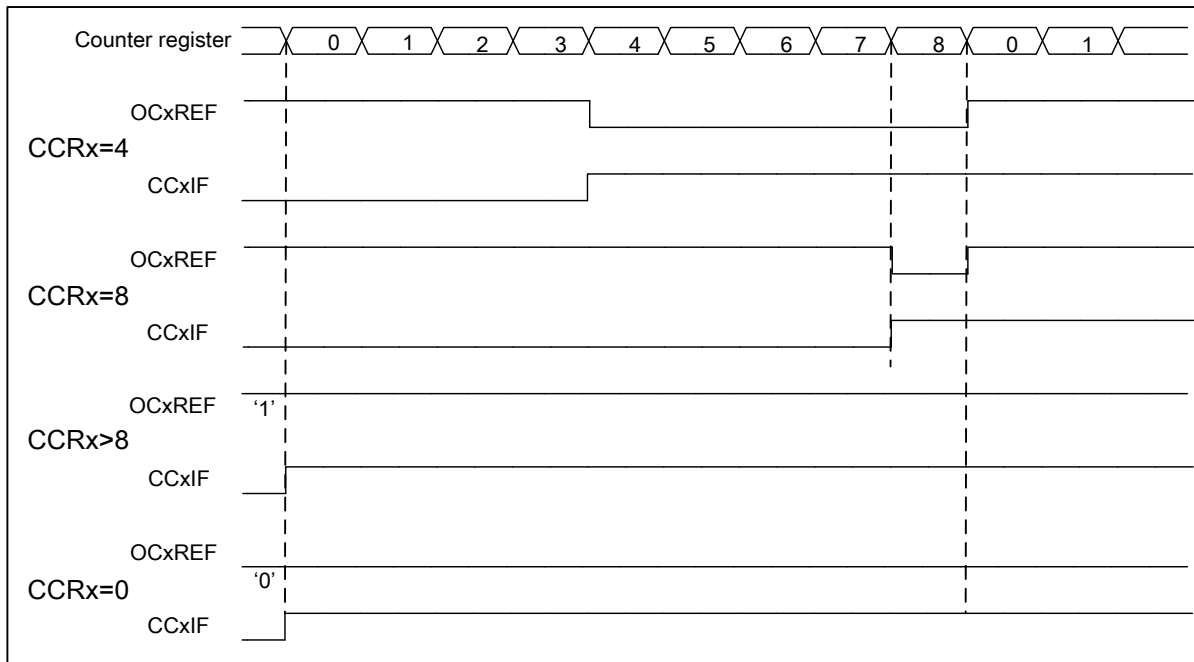 Counter register 0 1 2 3 4 5 6 7 8 0 1
OCxREF
CCRx=4
CCxIF
OCxREF
CCRx=8
CCxIF
OCxREF ‘1’
CCRx>8
CCxIF
OCxREF
CCRx=0 ‘0’
CCxIF